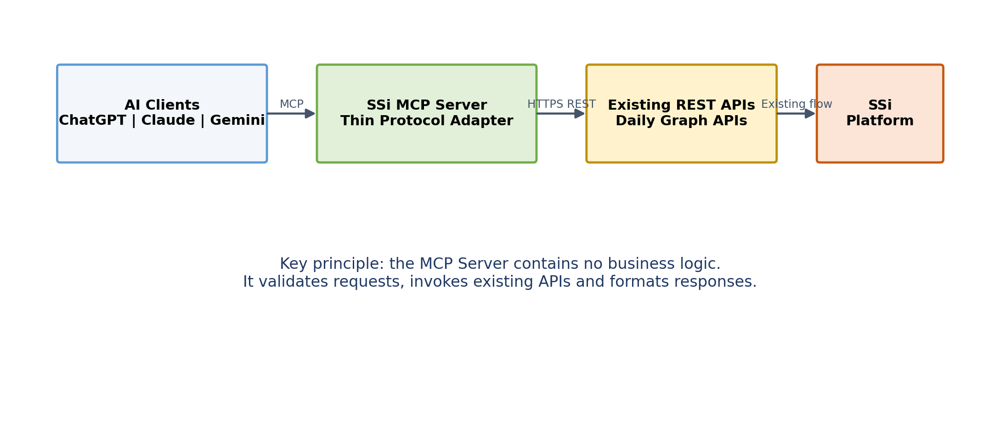 AI Clients
ChatGPT | Claude | Gemini
MCP
SSi MCP Server
Thin Protocol Adapter
HTTPS REST
Existing REST APIs
Daily Graph APIs
Existing flow
SSi
Platform
Key principle: the MCP Server contains no business logic.
It validates requests, invokes existing APIs and formats responses.